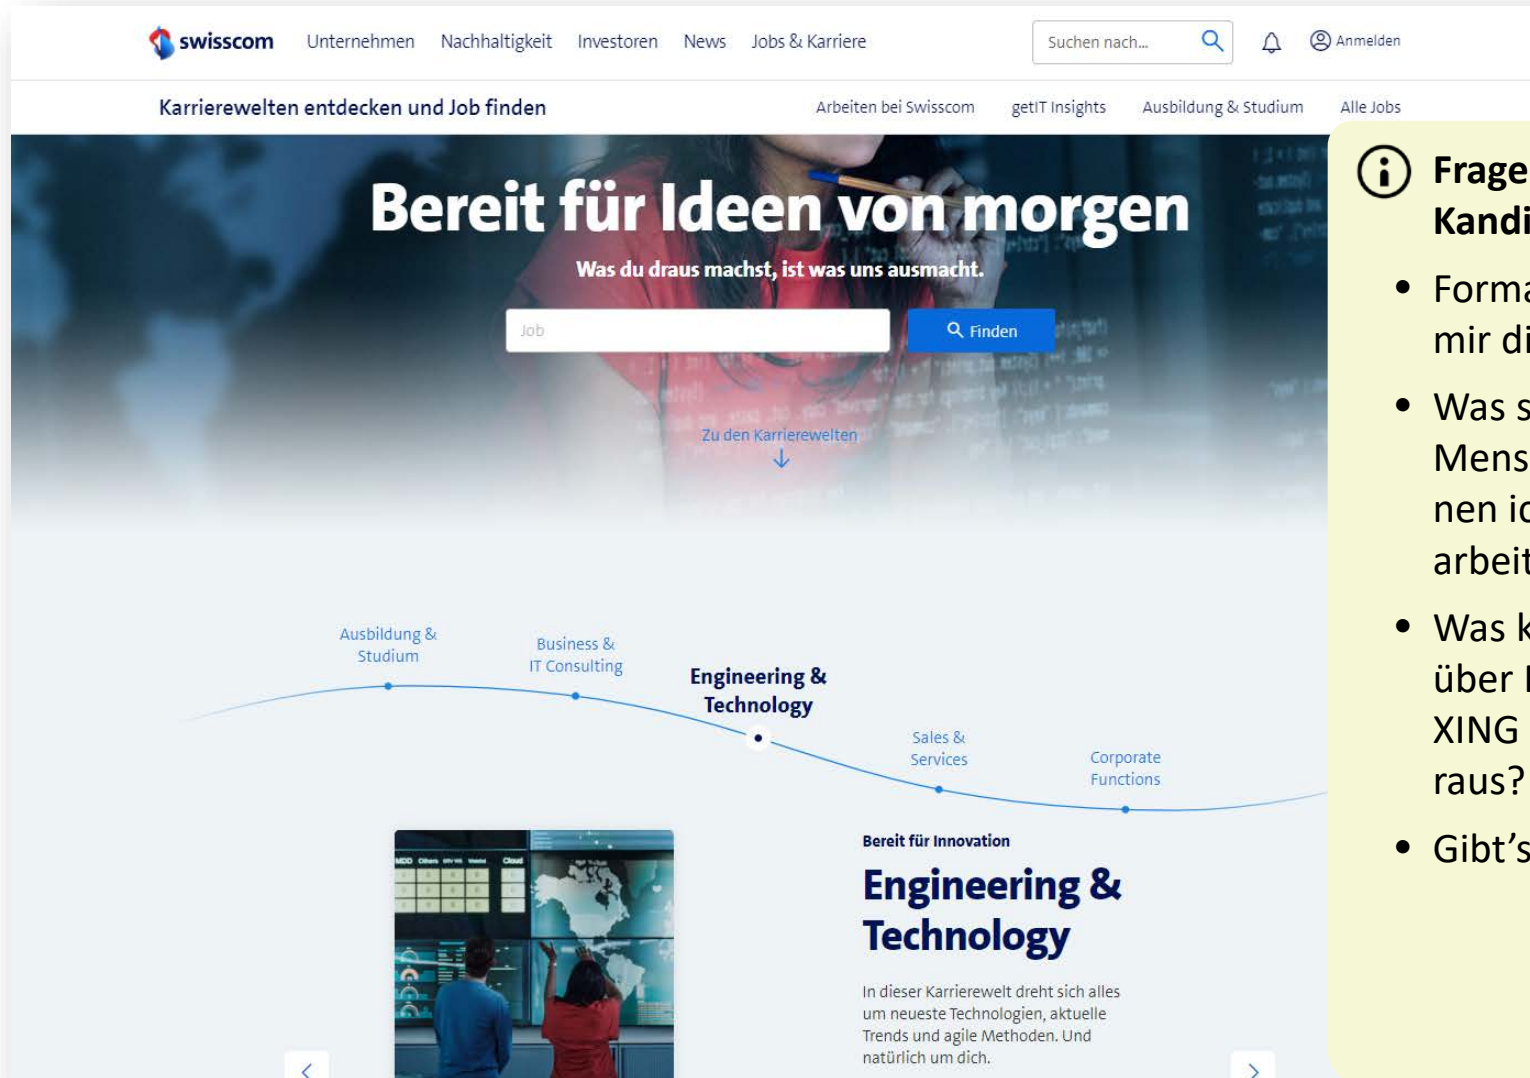 swisscom Unternehmen Nachhaltigkeit Investoren News Jobs & Karriere Suchen nach... Anmelden
Karrierewelten entdecken und Job finden Arbeiten bei Swisscom getIT Insights Ausbildung & Studium Alle Jobs
Bereit für Ideen von morgen
Was du draus machst, ist was uns ausmacht.
Job Finden
Zu den Karrierewelten
Ausbildung &
Studium
Business &
IT Consulting
Engineering &
Technology
Sales &
Services
Corporate
Functions
MDD Others Cloud
Bereit für Innovation
Engineering &
Technology
In dieser Karrierewelt dreht sich alles
um neueste Technologien, aktuelle
Trends und agile Methoden. Und
natürlich um dich.
Frage
Kandi
• Forma
mir di
• Was s
Mens
nen ic
arbeit
• Was k
über
XING
raus?
• Gibt's